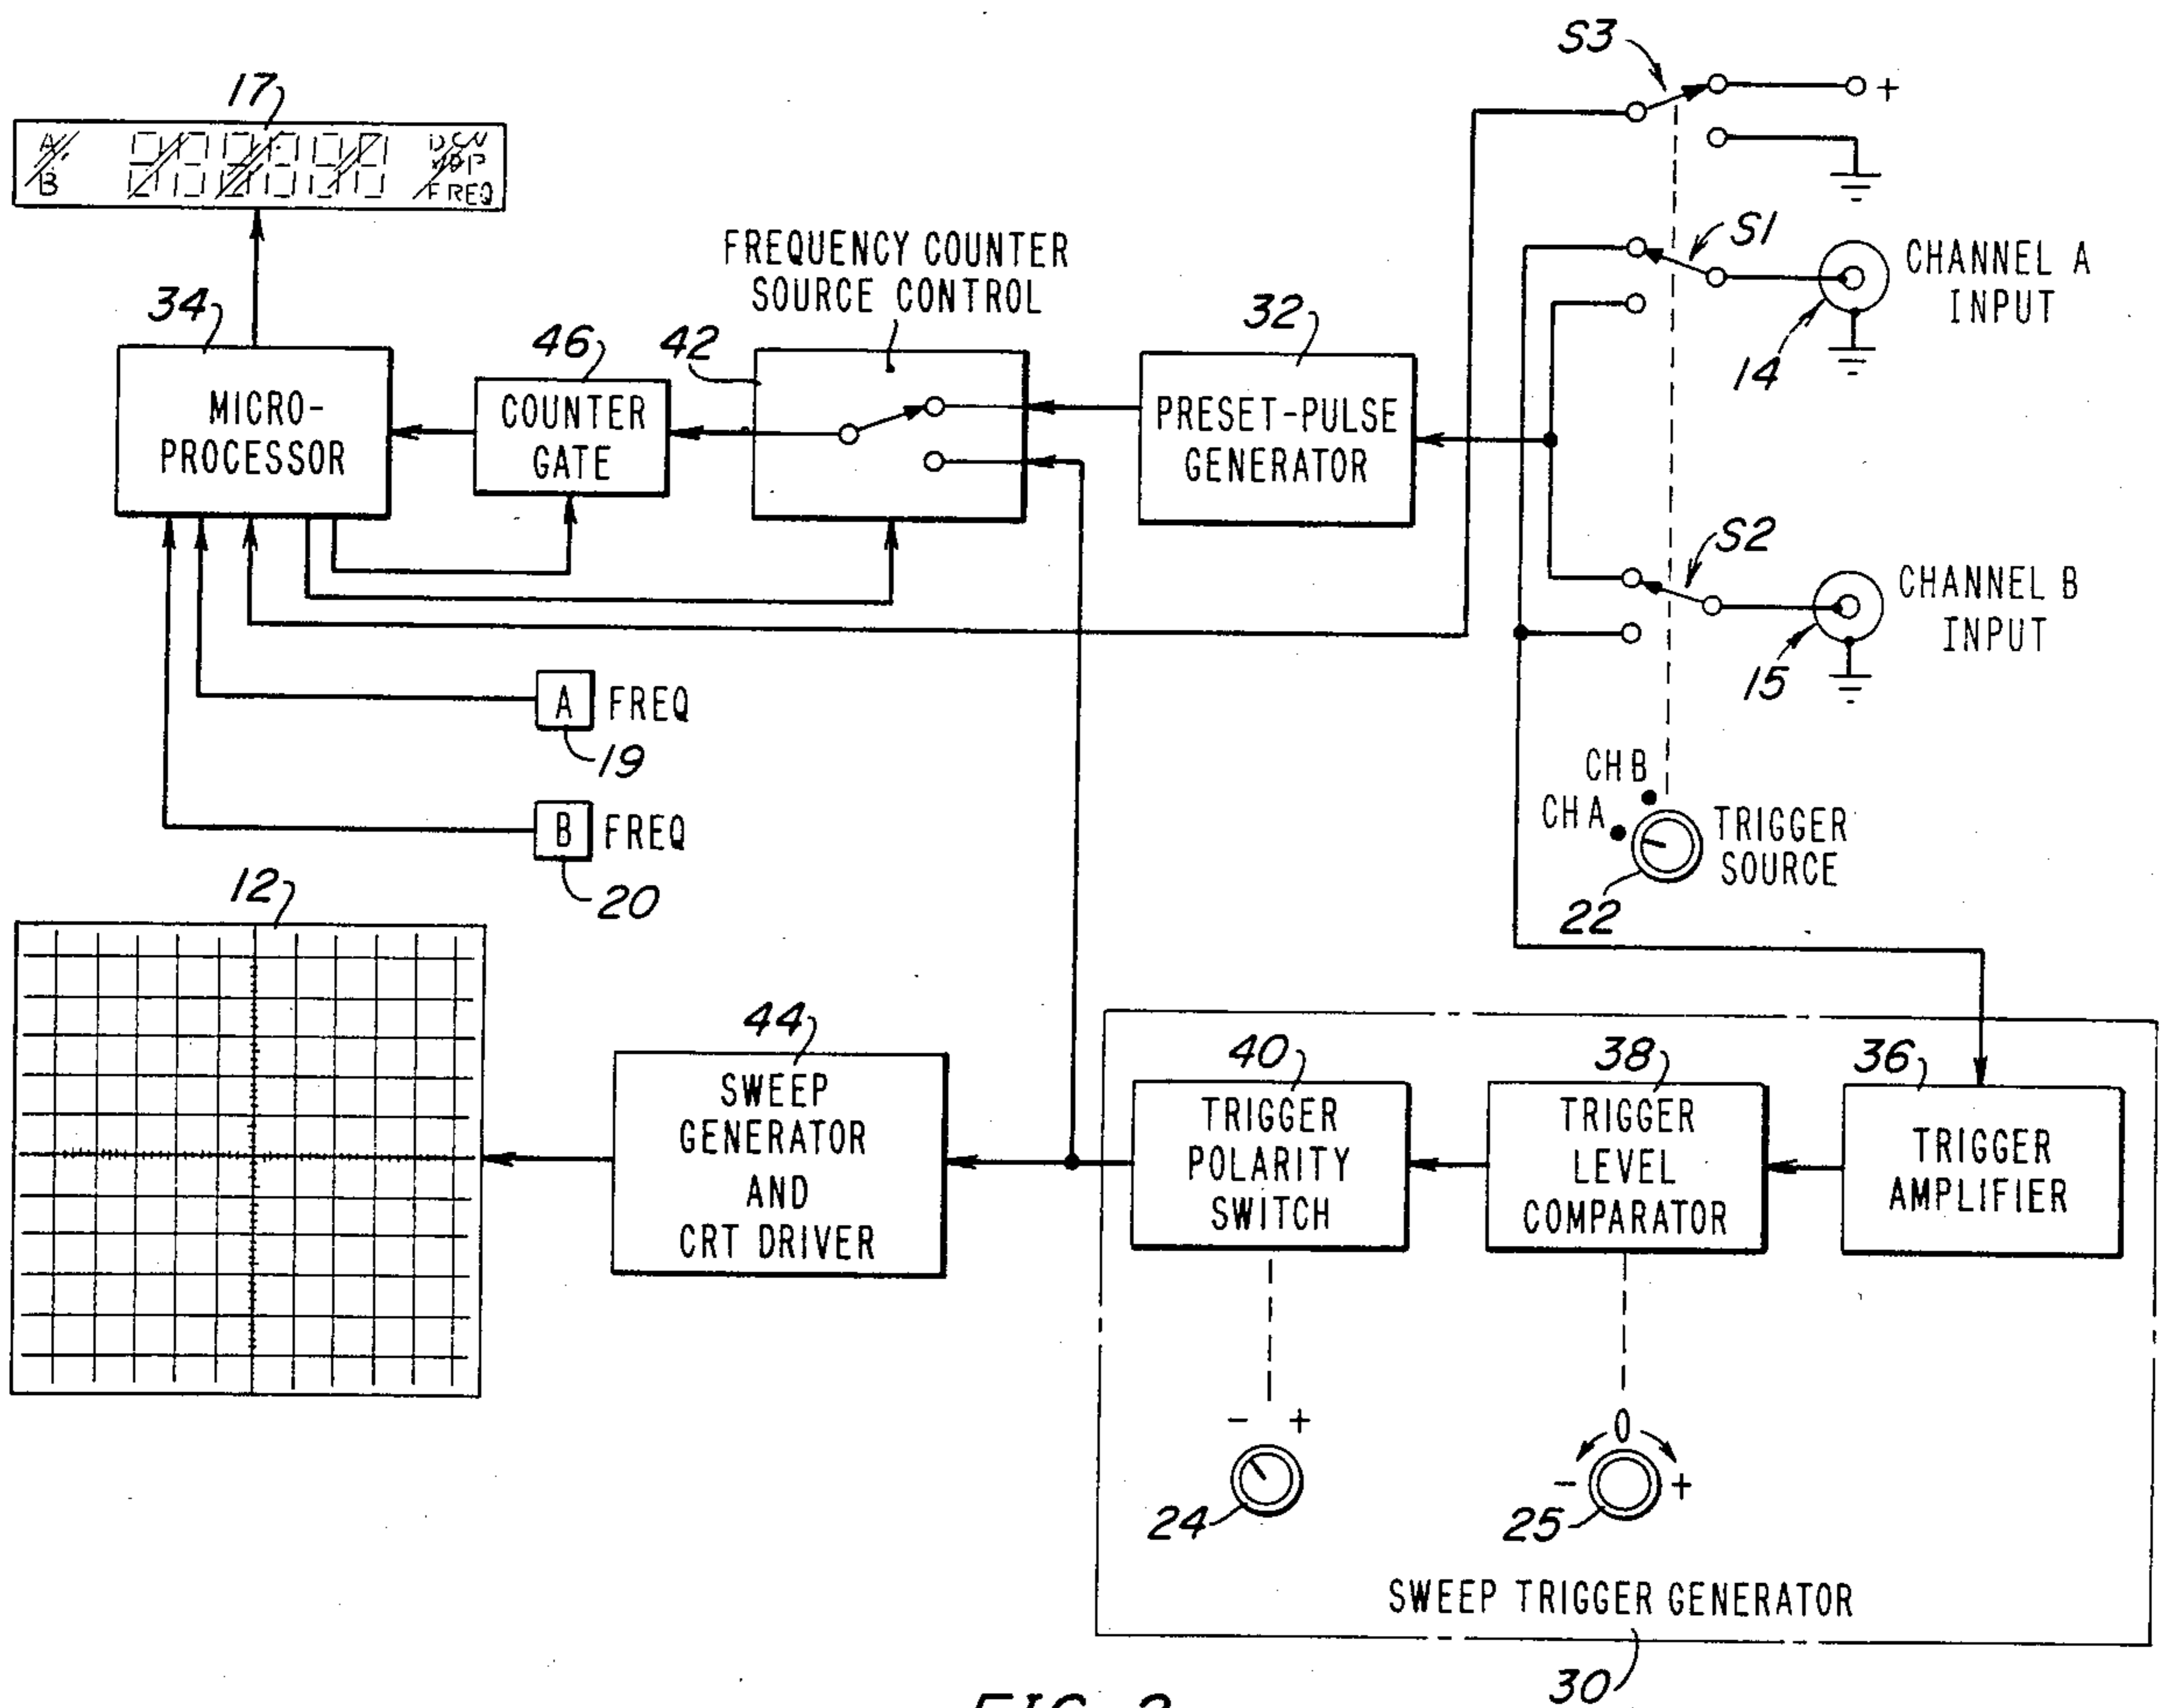 S3
17
+
A
B
DCV
FREQ
FREQUENCY COUNTER
SOURCE CONTROL
S1
CHANNEL A
INPUT
14
34
MICRO-
PROCESSOR
46
COUNTER
GATE
42
32
PRESET-PULSE
GENERATOR
S2
CHANNEL B
INPUT
15
A FREQ
19
B FREQ
20
CH B
CH A
TRIGGER
SOURCE
22
12
44
SWEEP
GENERATOR
AND
CRT DRIVER
40
TRIGGER
POLARITY
SWITCH
38
TRIGGER
LEVEL
COMPARATOR
36
TRIGGER
AMPLIFIER
- +
24
0
- +
25
SWEEP TRIGGER GENERATOR
30